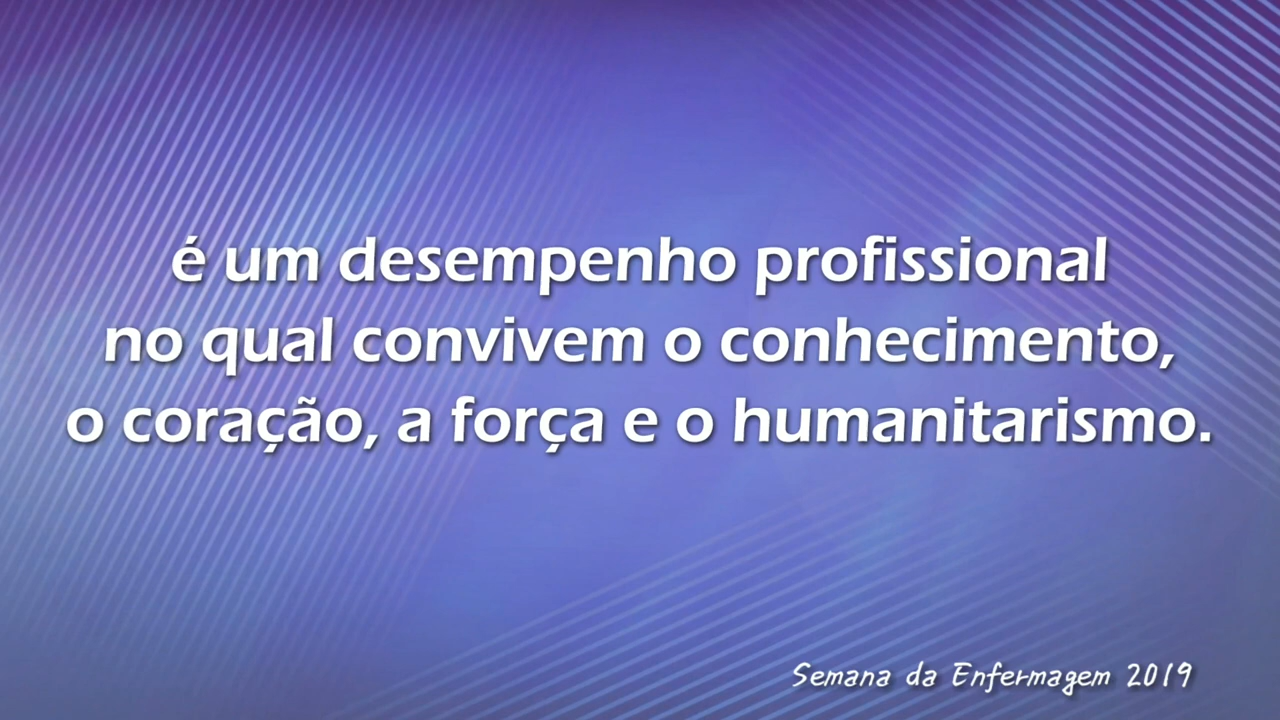 é um desempenho profissional
no qual convivem o conhecimento,
o coração, a força e o humanitarismo.
Semana da Enfermagem 2019